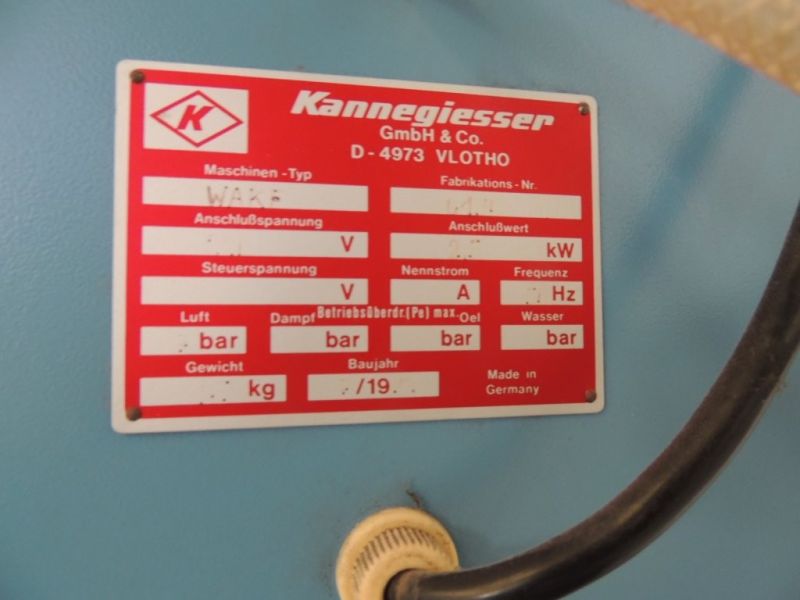 K
Kannegiesser
GmbH & Co.
D - 4973 VLOTHO
Maschinen - Typ
Fabrikations - Nr.
Anschlußspannung
Anschlußwert
V
kW
Steuerspannung
Nennstrom
Frequenz
V
A
Hz
Luft
Dampf Betriebsüberdr.(Pe) max. Oel
Wasser
bar
bar
bar
bar
Gewicht
Baujahr
kg
/19
Made in
Germany